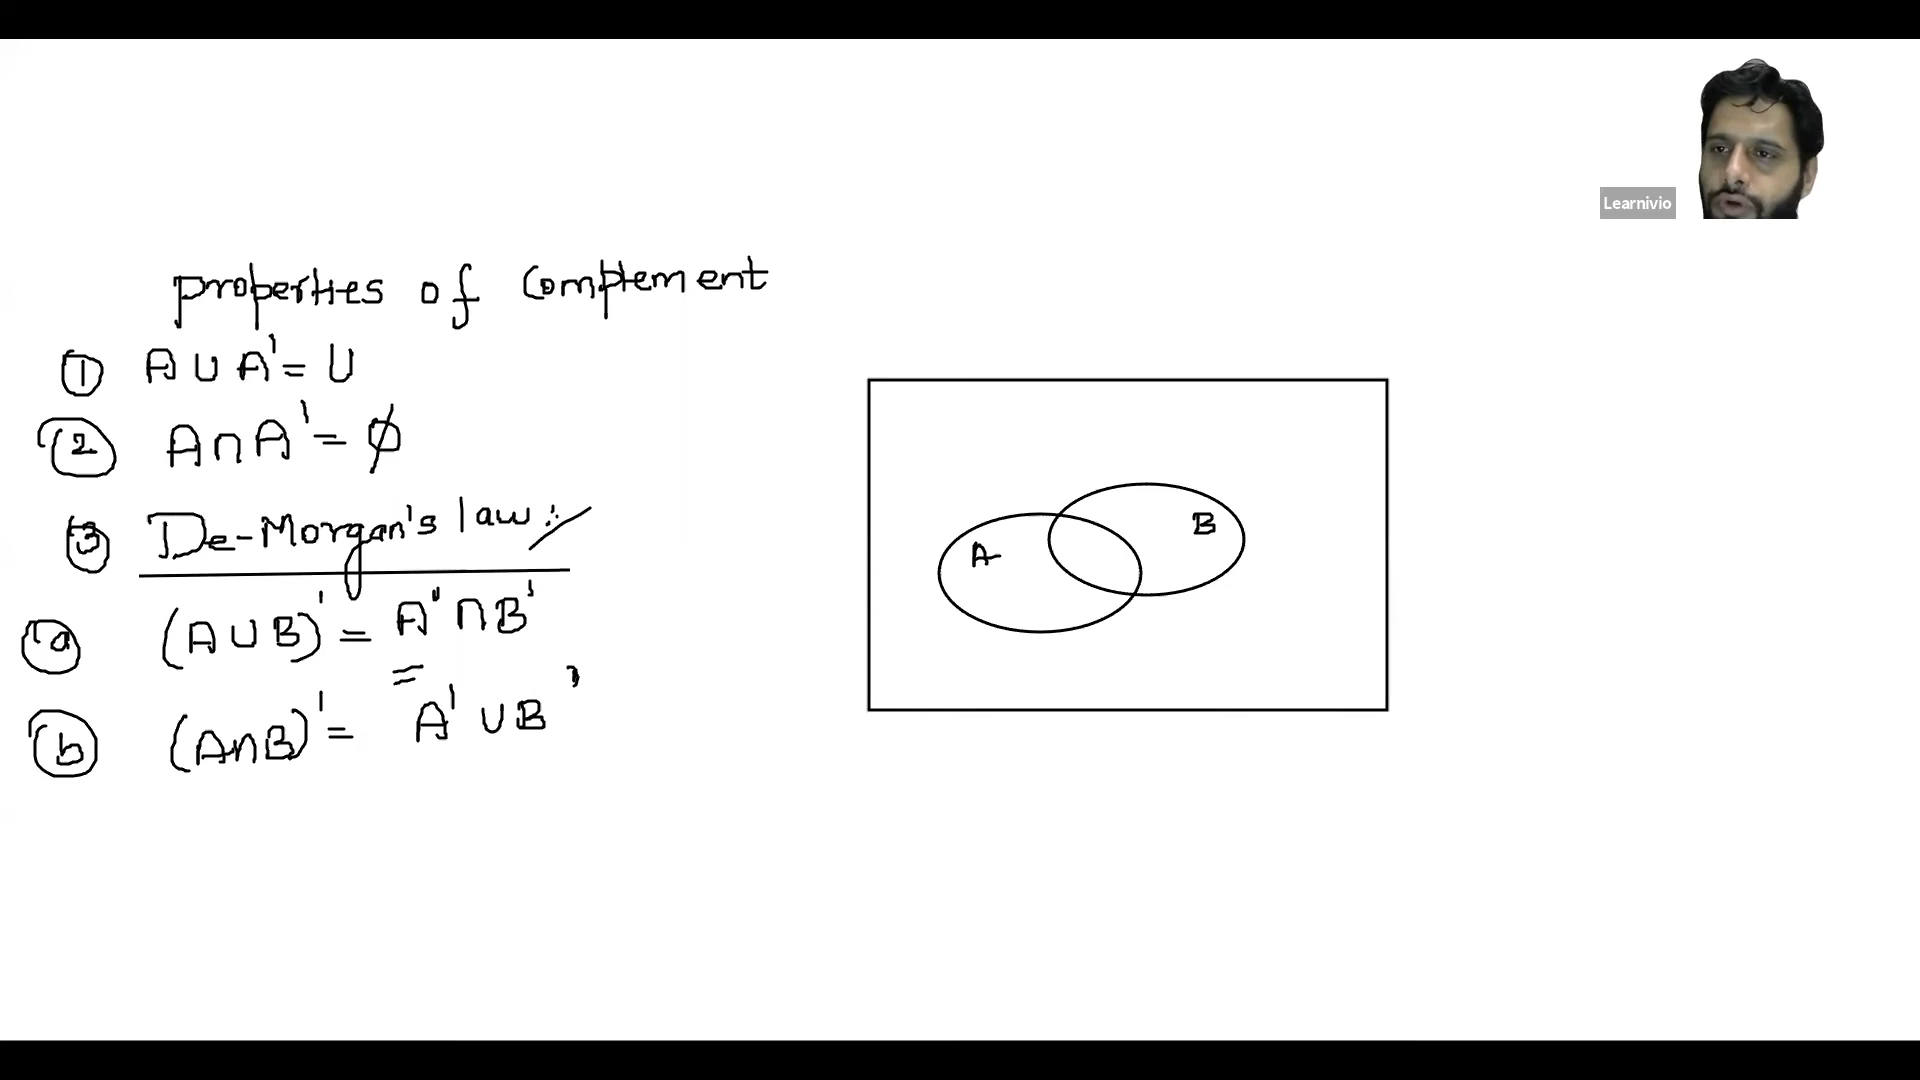 Learnivio
properties of complement
① A ∪ A' = U
② A ∩ A' = ϕ
③ De-Morgan's law :
ⓐ (A ∪ B)' = A' ∩ B'
=
ⓑ (A ∩ B)' = A' ∪ B'
A
B